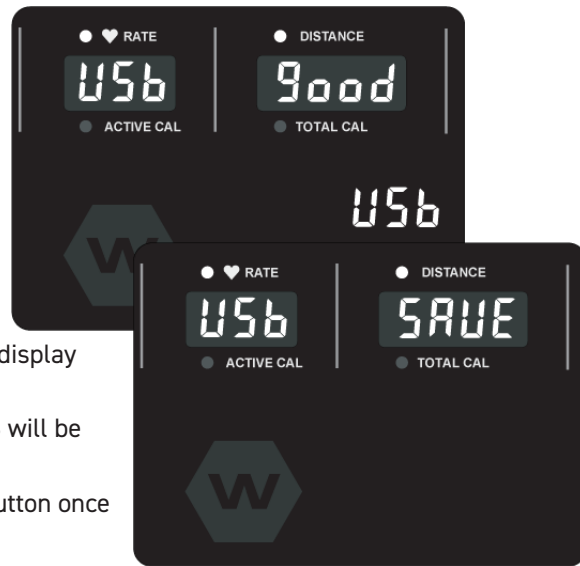 RATE DISTANCE
USb good
ACTIVE CAL TOTAL CAL
USb
W
RATE DISTANCE
USb SAVE
ACTIVE CAL TOTAL CAL
W
display
will be
utton once